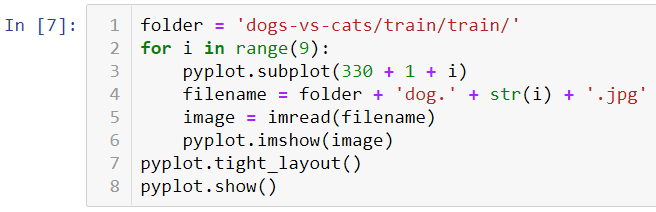 In [7]:
1 folder = 'dogs-vs-cats/train/train/'
2 for i in range(9):
3     pyplot.subplot(330 + 1 + i)
4     filename = folder + 'dog.' + str(i) + '.jpg'
5     image = imread(filename)
6     pyplot.imshow(image)
7 pyplot.tight_layout()
8 pyplot.show()